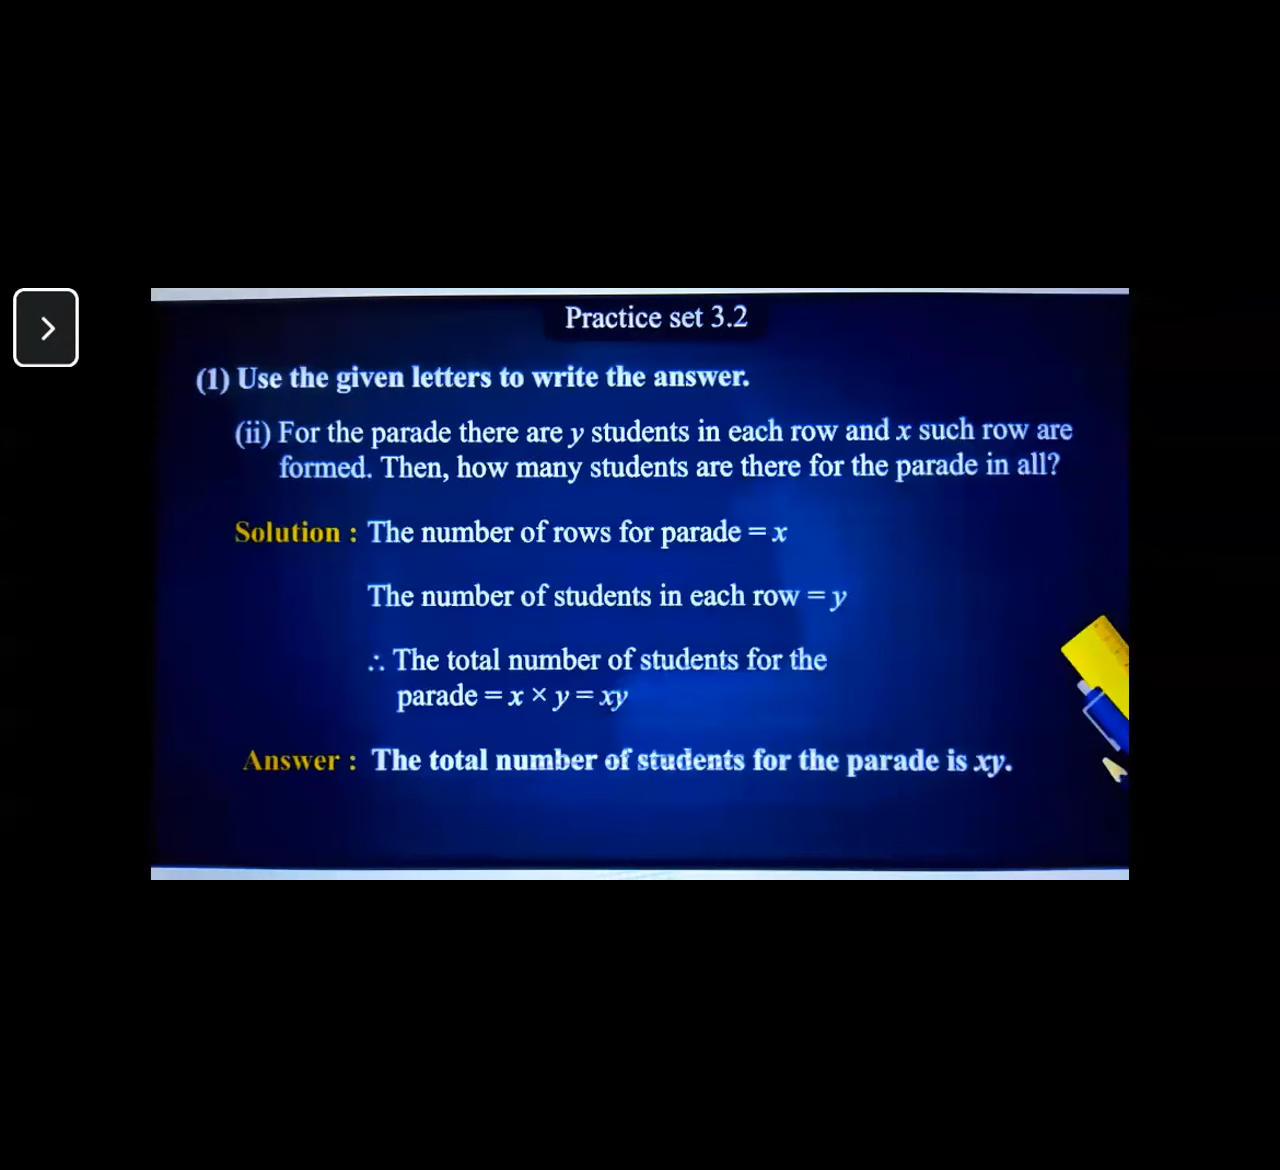 Practice set 3.2
(1) Use the given letters to write the answer.
(ii) For the parade there are y students in each row and x such row are
formed. Then, how many students are there for the parade in all?
Solution : The number of rows for parade = x
The number of students in each row = y
∴ The total number of students for the
parade = x × y = xy
Answer : The total number of students for the parade is xy.